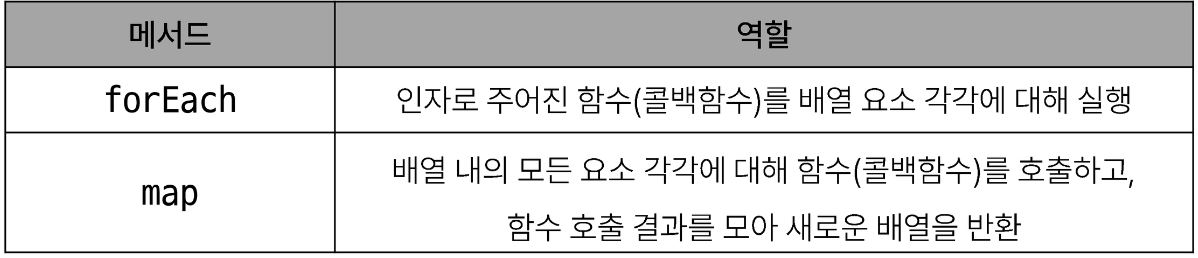 메서드 역할
forEach 인자로 주어진 함수(콜백함수)를 배열 요소 각각에 대해 실행
map 배열 내의 모든 요소 각각에 대해 함수(콜백함수)를 호출하고,
함수 호출 결과를 모아 새로운 배열을 반환